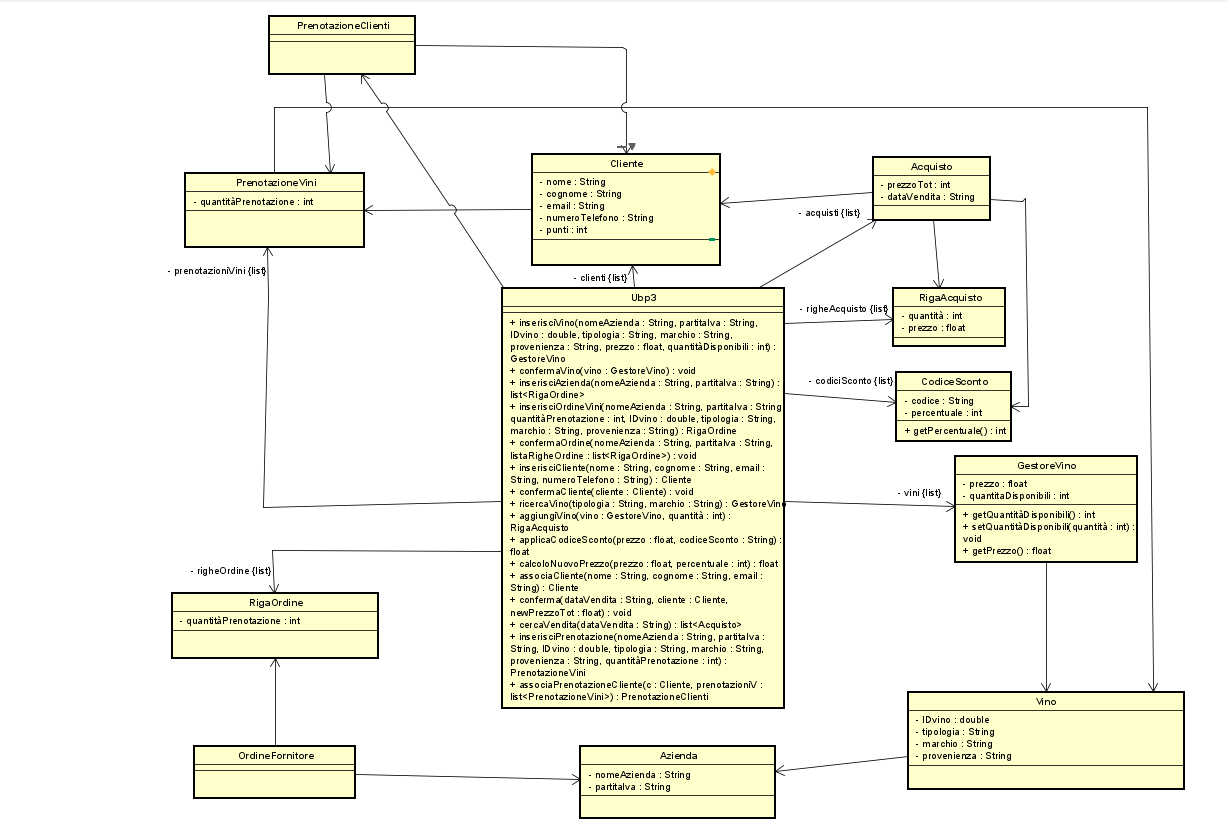 PrenotazioneClienti
Cliente
- nome : String
- cognome : String
- email : String
- numeroTelefono : String
- punti : int
Acquisto
- prezzoTot : int
- dataVendita : String
- acquisti {list}
PrenotazioneVini
- quantitàPrenotazione : int
- prenotazioniVini {list}
- clienti {list}
Ubp3
+ inserisciVino(nomeAzienda : String, partitaIva : String,
IDvino : double, tipologia : String, marchio : String,
provenienza : String, prezzo : float, quantitàDisponibili : int) :
GestoreVino
+ confermaVino(vino : GestoreVino) : void
+ inserisciAzienda(nomeAzienda : String, partitaIva : String) :
list<RigaOrdine>
+ inserisciOrdineVini(nomeAzienda : String, partitaIva : String
quantitàPrenotazione : int, IDvino : double, tipologia : String,
marchio : String, provenienza : String) : RigaOrdine
+ confermaOrdine(nomeAzienda : String, partitaIva : String,
listaRigheOrdine : list<RigaOrdine>) : void
+ inserisciCliente(nome : String, cognome : String, email :
String, numeroTelefono : String) : Cliente
+ confermaCliente(cliente : Cliente) : void
+ ricercaVino(tipologia : String, marchio : String) : GestoreVino
+ aggiungiVino(vino : GestoreVino, quantità : int) :
RigaAcquisto
+ applicaCodiceSconto(prezzo : float, codiceSconto : String) :
float
+ calcoloNuovoPrezzo(prezzo : float, percentuale : int) : float
+ associaCliente(nome : String, cognome : String, email :
String) : Cliente
+ conferma(dataVendita : String, cliente : Cliente,
newPrezzoTot : float) : void
+ cercaVendita(dataVendita : String) : list<Acquisto>
+ inserisciPrenotazione(nomeAzienda : String, partitaIva :
String, IDvino : double, tipologia : String, marchio : String,
provenienza : String, quantitàPrenotazione : int) :
PrenotazioneVini
+ associaPrenotazioneCliente(c : Cliente, prenotazioniV :
list<PrenotazioneVini>) : PrenotazioneClienti
- righeAcquisto {list}
RigaAcquisto
- quantità : int
- prezzo : float
- codiciSconto {list}
CodiceSconto
- codice : String
- percentuale : int
+ getPercentuale() : int
- vini {list}
GestoreVino
- prezzo : float
- quantitaDisponibili : int
+ getQuantitàDisponibili() : int
+ setQuantitàDisponibili(quantità : int) :
void
+ getPrezzo() : float
- righeOrdine {list}
RigaOrdine
- quantitàPrenotazione : int
OrdineFornitore
Azienda
- nomeAzienda : String
- partitaIva : String
Vino
- IDvino : double
- tipologia : String
- marchio : String
- provenienza : String